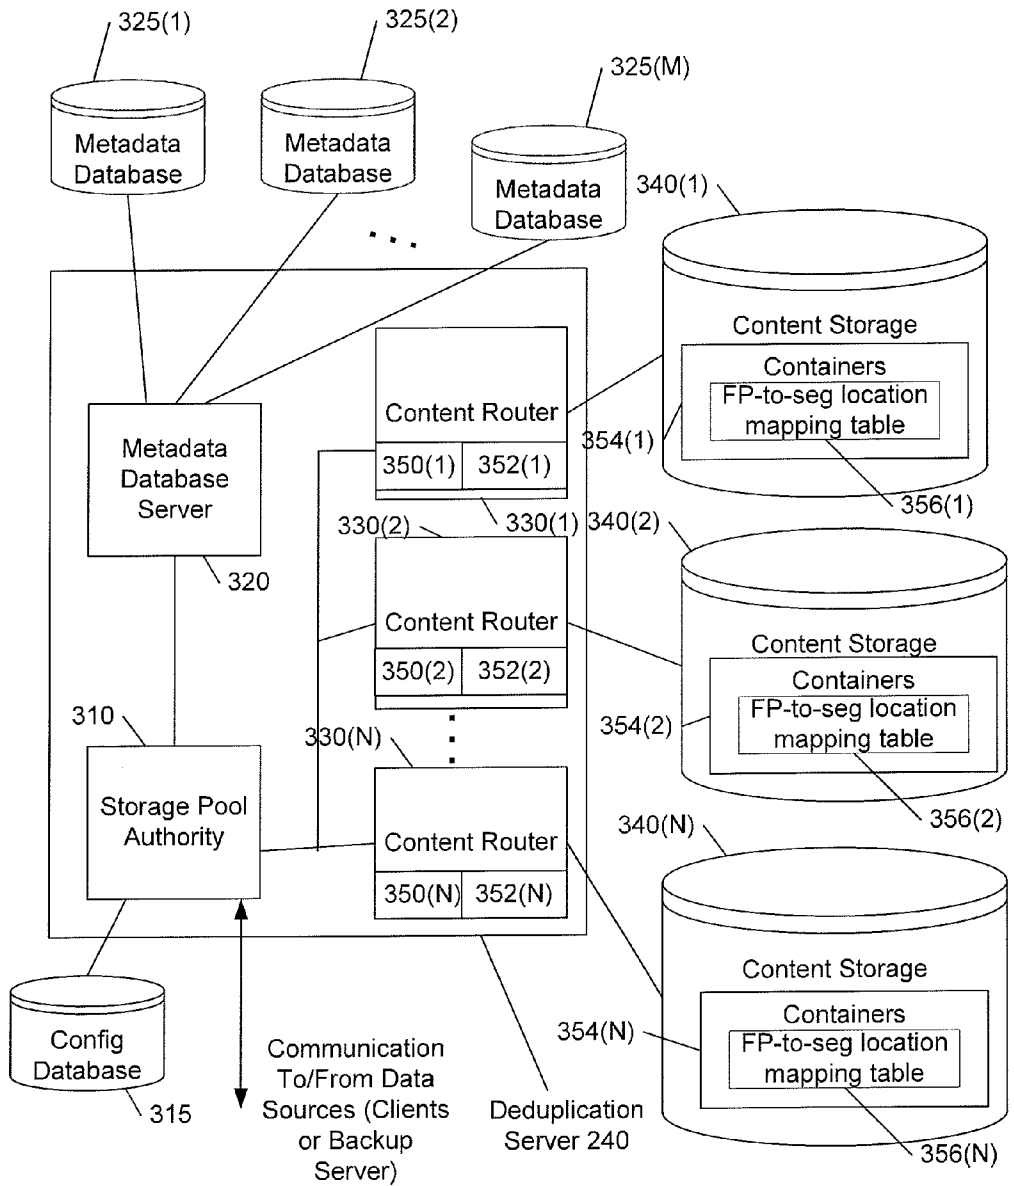 325(1)
325(2)
325(M)
Metadata
Database
Metadata
Database
Metadata
Database
340(1)
Content Storage
Containers
FP-to-seg location
mapping table
354(1)
356(1)
Content Router
350(1) 352(1)
330(1)
330(2)
340(2)
Metadata
Database
Server
320
Content Router
350(2) 352(2)
Content Storage
Containers
FP-to-seg location
mapping table
354(2)
356(2)
310
330(N)
Storage Pool
Authority
Content Router
350(N) 352(N)
340(N)
Content Storage
Containers
FP-to-seg location
mapping table
354(N)
356(N)
Config
Database
315
Communication
To/From Data
Sources (Clients
or Backup
Server)
Deduplication
Server 240